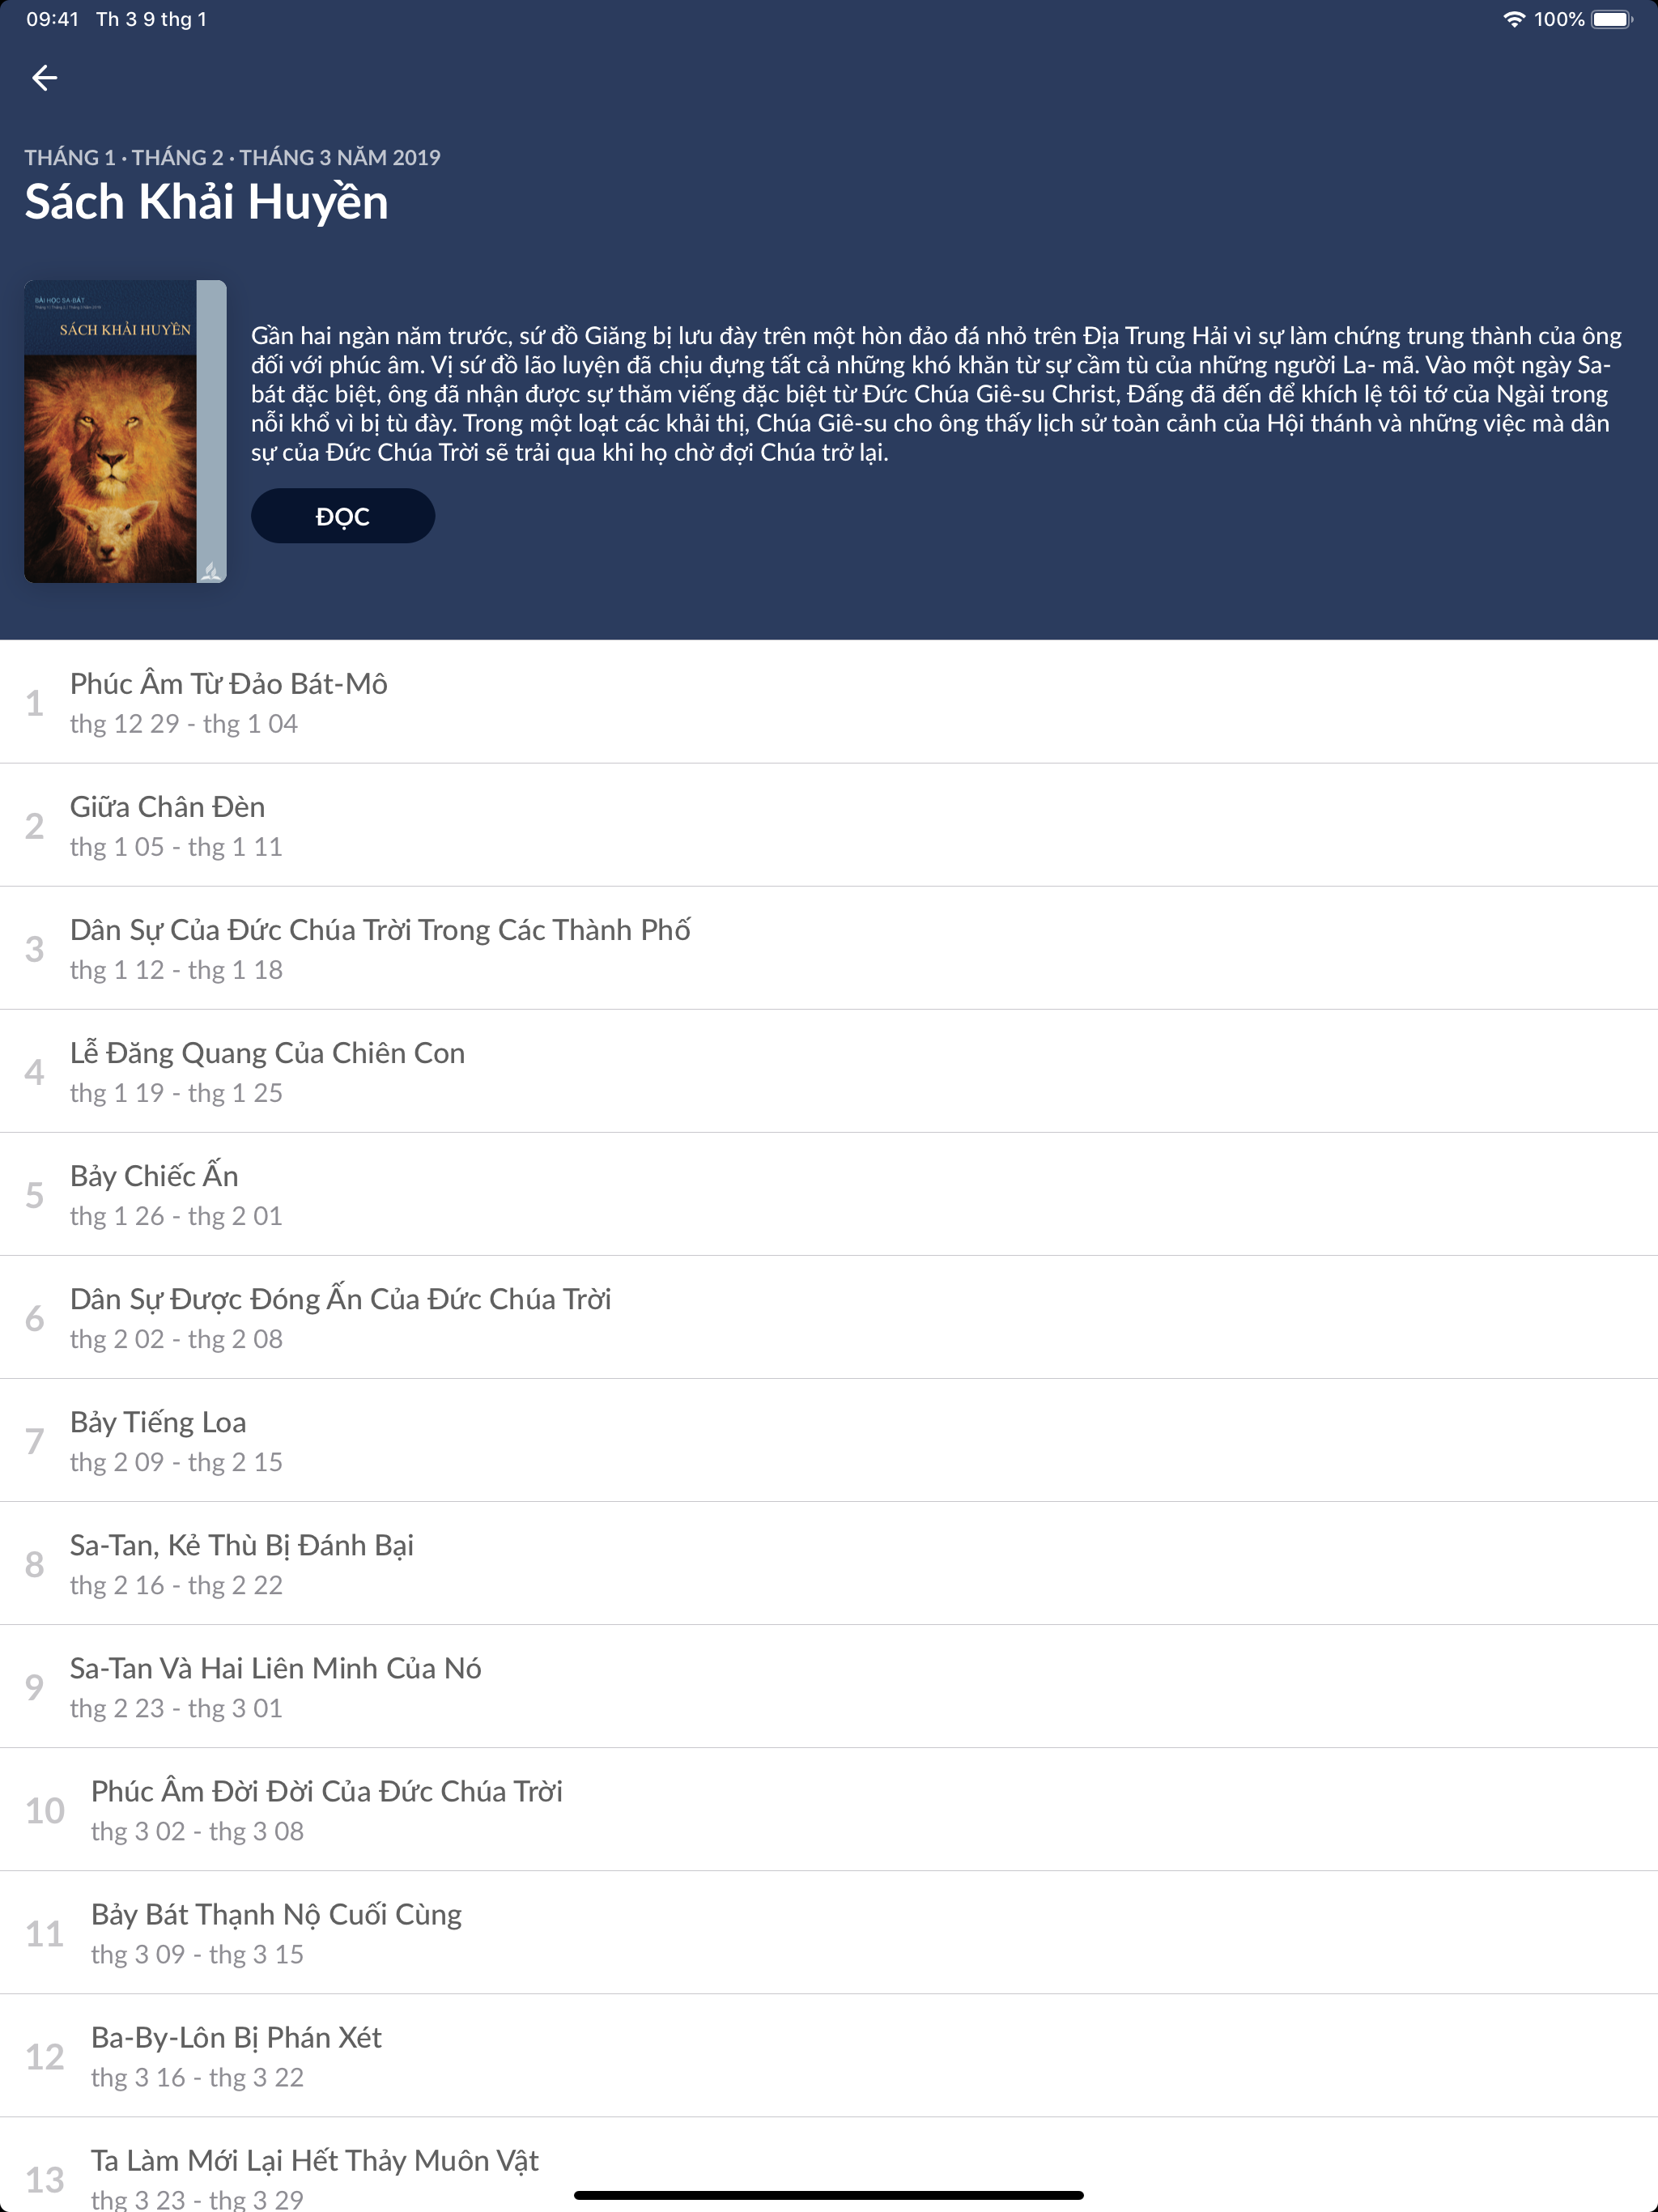 09:41 Th 3 9 thg 1
100%
THÁNG 1 · THÁNG 2 · THÁNG 3 NĂM 2019
Sách Khải Huyền
BÀI HỌC SA-BÁT
SÁCH KHẢI HUYỀN
Gần hai ngàn năm trước, sứ đồ Giăng bị lưu đày trên một hòn đảo đá nhỏ trên Địa Trung Hải vì sự làm chứng trung thành của ông
đối với phúc âm. Vị sứ đồ lão luyện đã chịu đựng tất cả những khó khăn từ sự cầm tù của những người La- mã. Vào một ngày Sa-
bát đặc biệt, ông đã nhận được sự thăm viếng đặc biệt từ Đức Chúa Giê-su Christ, Đấng đã đến để khích lệ tôi tớ của Ngài trong
nỗi khổ vì bị tù đày. Trong một loạt các khải thị, Chúa Giê-su cho ông thấy lịch sử toàn cảnh của Hội thánh và những việc mà dân
sự của Đức Chúa Trời sẽ trải qua khi họ chờ đợi Chúa trở lại.
ĐỌC
1
Phúc Âm Từ Đảo Bát-Mô
thg 12 29 - thg 1 04
2
Giữa Chân Đèn
thg 1 05 - thg 1 11
3
Dân Sự Của Đức Chúa Trời Trong Các Thành Phố
thg 1 12 - thg 1 18
4
Lễ Đăng Quang Của Chiên Con
thg 1 19 - thg 1 25
5
Bảy Chiếc Ấn
thg 1 26 - thg 2 01
6
Dân Sự Được Đóng Ấn Của Đức Chúa Trời
thg 2 02 - thg 2 08
7
Bảy Tiếng Loa
thg 2 09 - thg 2 15
8
Sa-Tan, Kẻ Thù Bị Đánh Bại
thg 2 16 - thg 2 22
9
Sa-Tan Và Hai Liên Minh Của Nó
thg 2 23 - thg 3 01
10
Phúc Âm Đời Đời Của Đức Chúa Trời
thg 3 02 - thg 3 08
11
Bảy Bát Thạnh Nộ Cuối Cùng
thg 3 09 - thg 3 15
12
Ba-By-Lôn Bị Phán Xét
thg 3 16 - thg 3 22
13
Ta Làm Mới Lại Hết Thảy Muôn Vật
thg 3 23 - thg 3 29